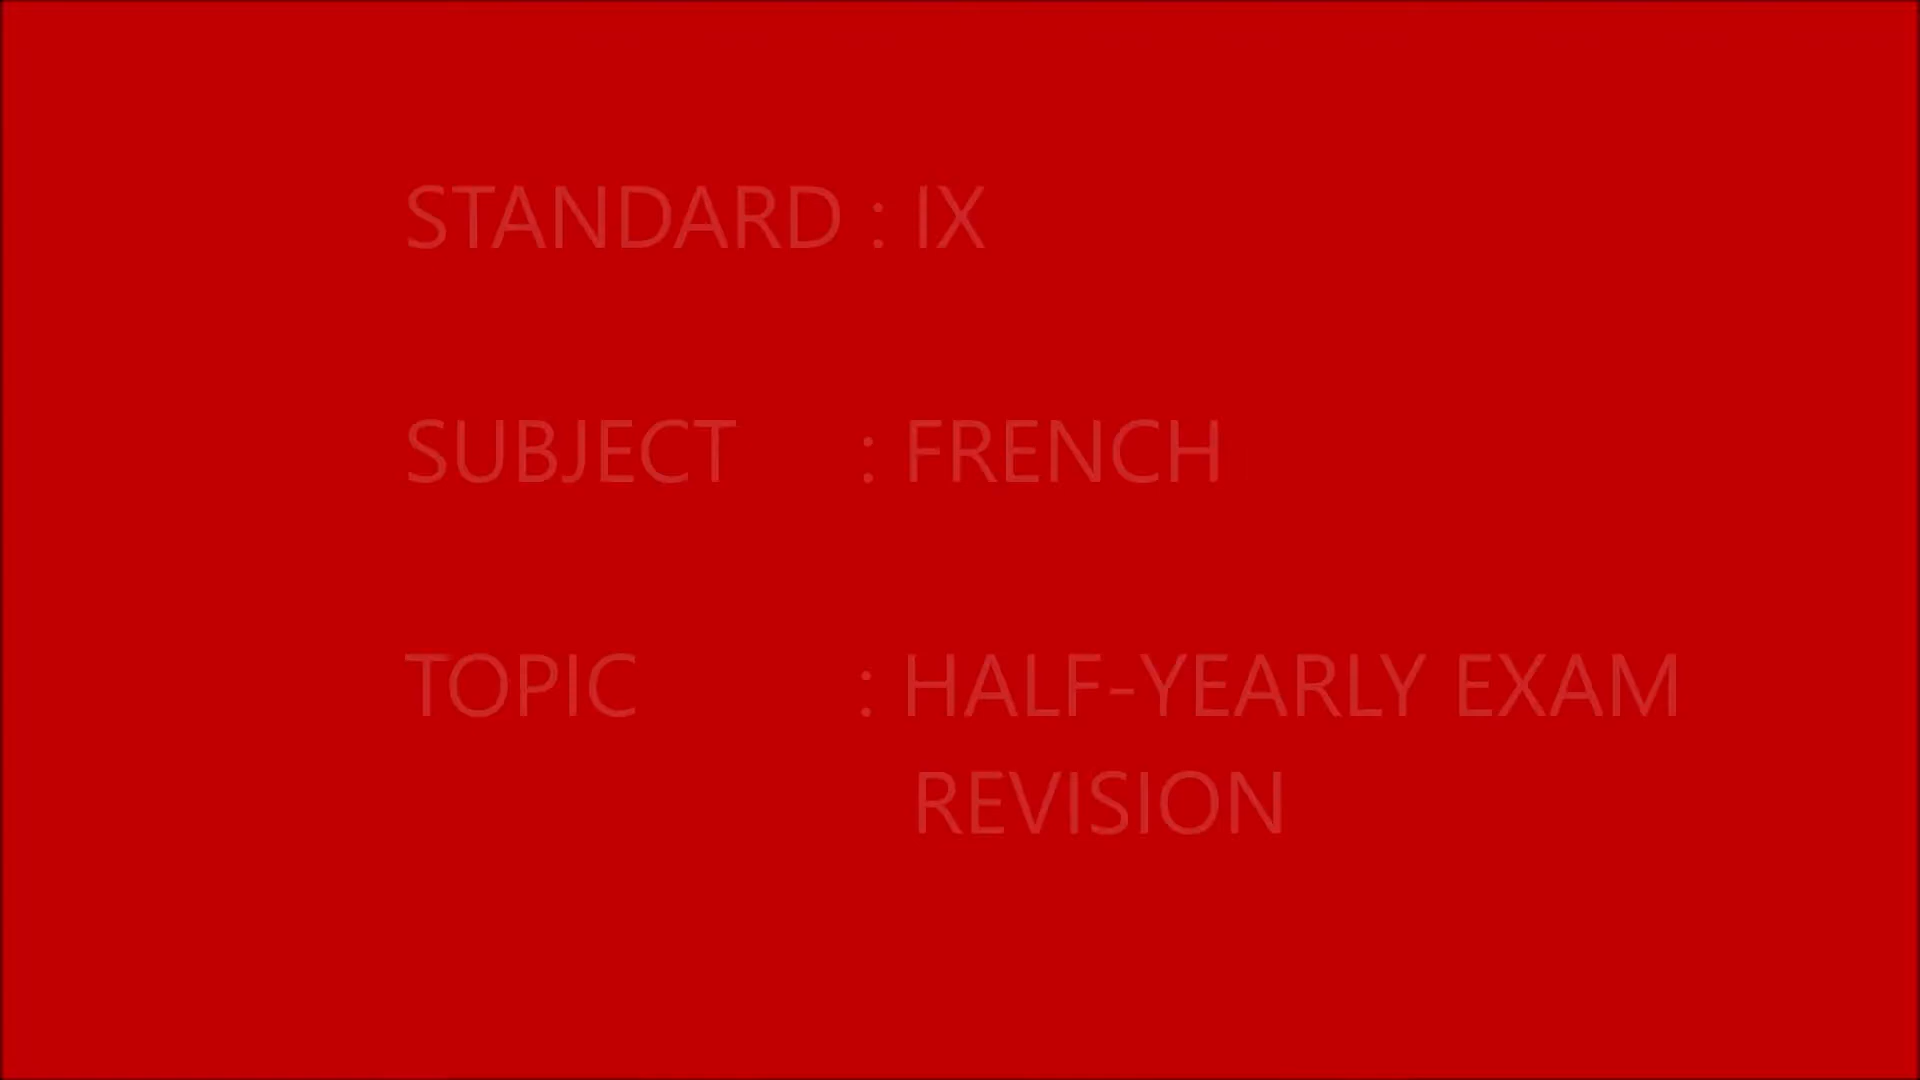 STANDARD : IX
SUBJECT : FRENCH
TOPIC : HALF-YEARLY EXAM
REVISION